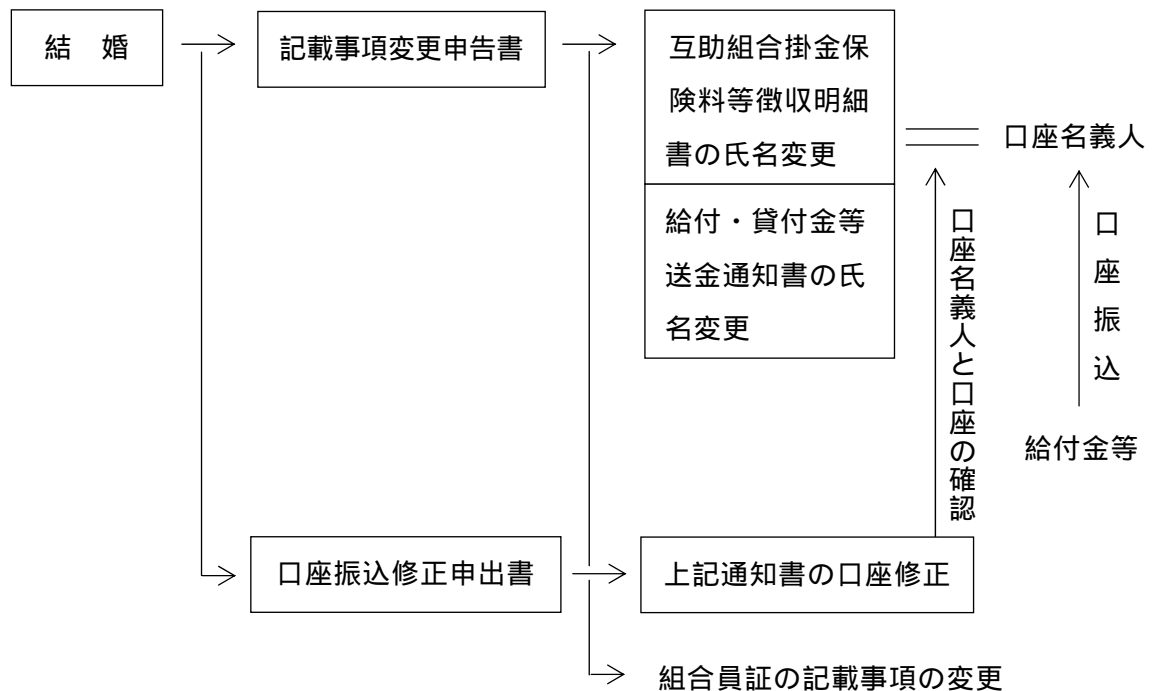 結　婚
記載事項変更申告書
互助組合掛金保
険料等徴収明細
書の氏名変更
給付・貸付金等
送金通知書の氏
名変更
口座名義人
口座名義人と口座の確認
口座振込
給付金等
口座振込修正申出書
上記通知書の口座修正
組合員証の記載事項の変更